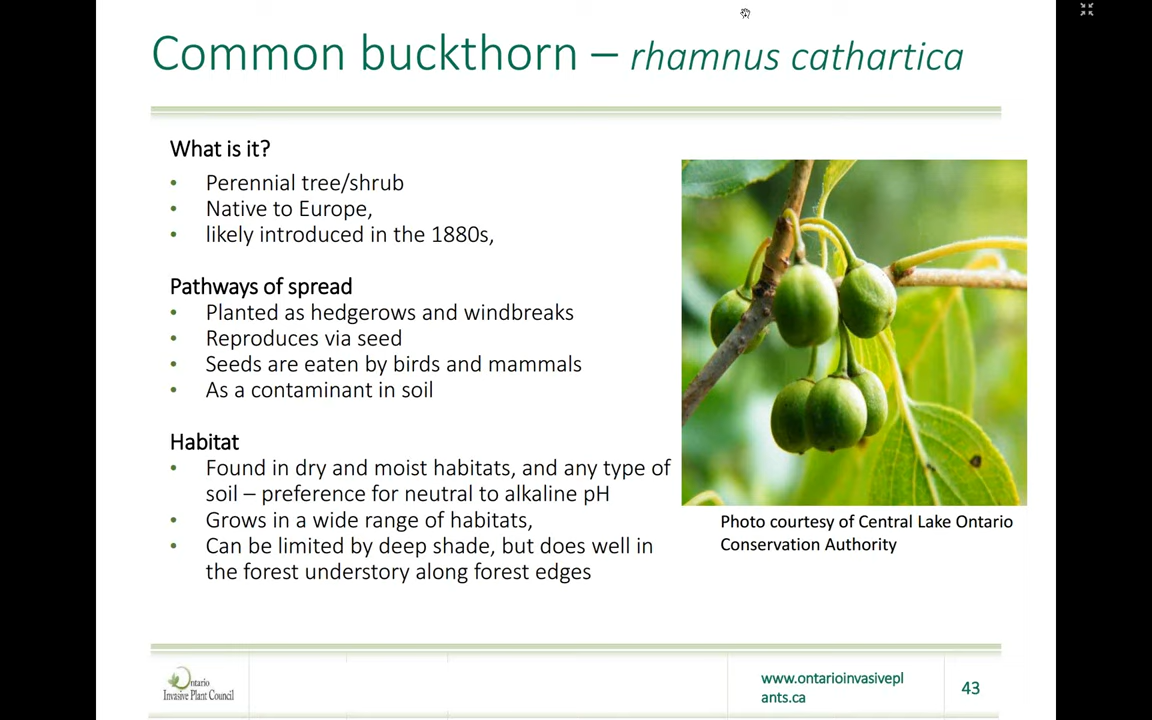 Common buckthorn – rhamnus cathartica
What is it?
• Perennial tree/shrub
• Native to Europe,
• likely introduced in the 1880s,
Pathways of spread
• Planted as hedgerows and windbreaks
• Reproduces via seed
• Seeds are eaten by birds and mammals
• As a contaminant in soil
Habitat
• Found in dry and moist habitats, and any type of
soil – preference for neutral to alkaline pH
• Grows in a wide range of habitats,
• Can be limited by deep shade, but does well in
the forest understory along forest edges
Photo courtesy of Central Lake Ontario
Conservation Authority
Ontario
Invasive Plant Council
www.ontarioinvasivepl
ants.ca
43